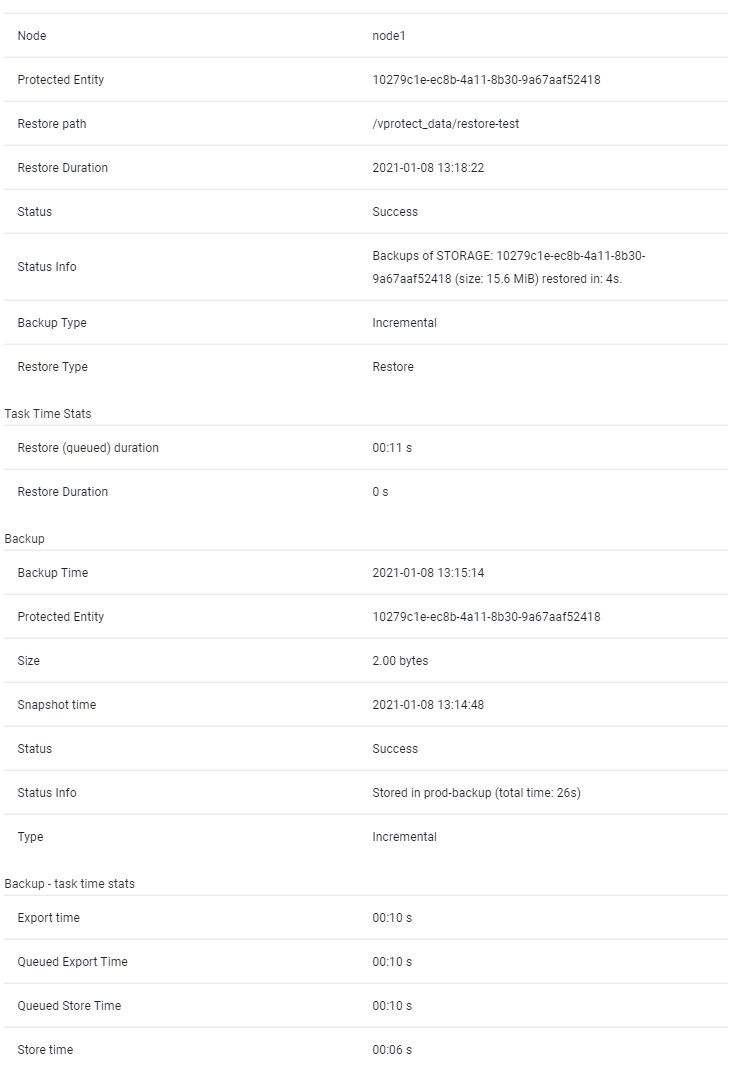 Node node1
Protected Entity 10279c1e-ec8b-4a11-8b30-9a67aaf52418
Restore path /vprotect_data/restore-test
Restore Duration 2021-01-08 13:18:22
Status Success
Status Info Backups of STORAGE: 10279c1e-ec8b-4a11-8b30-
9a67aaf52418 (size: 15.6 MiB) restored in: 4s.
Backup Type Incremental
Restore Type Restore
Task Time Stats
Restore (queued) duration 00:11 s
Restore Duration 0 s
Backup
Backup Time 2021-01-08 13:15:14
Protected Entity 10279c1e-ec8b-4a11-8b30-9a67aaf52418
Size 2.00 bytes
Snapshot time 2021-01-08 13:14:48
Status Success
Status Info Stored in prod-backup (total time: 26s)
Type Incremental
Backup - task time stats
Export time 00:10 s
Queued Export Time 00:10 s
Queued Store Time 00:10 s
Store time 00:06 s